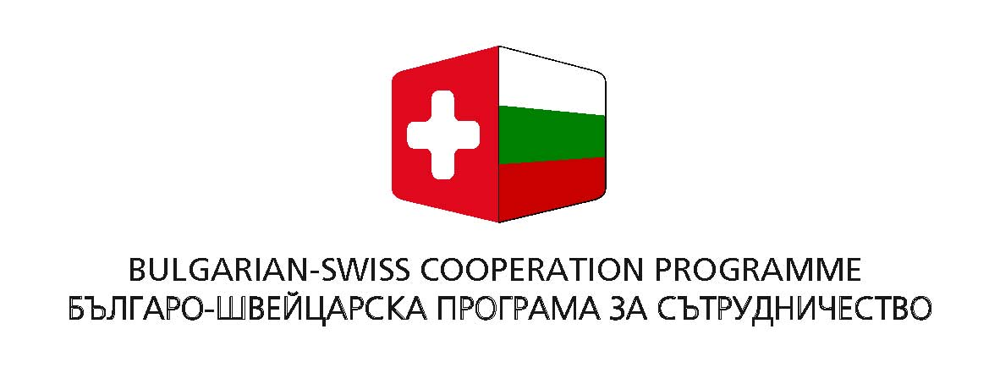 BULGARIAN-SWISS COOPERATION PROGRAMME
БЪЛГАРО-ШВЕЙЦАРСКА ПРОГРАМА ЗА СЪТРУДНИЧЕСТВО